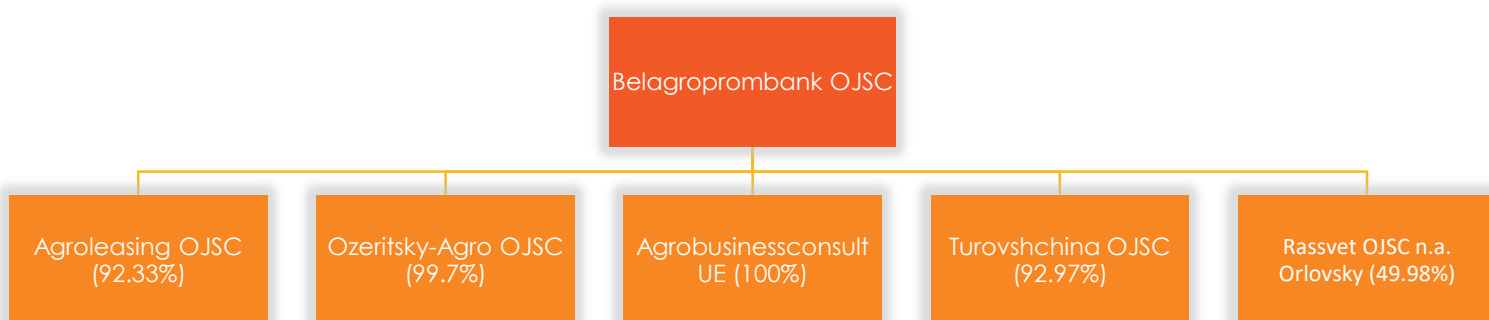 Belagroprombank OJSC
Agroleasing OJSC
(92.33%)
Ozeritsky-Agro OJSC
(99.7%)
Agrobusinessconsult
UE (100%)
Turovshchina OJSC
(92.97%)
Rassvet OJSC n.a.
Orlovsky (49.98%)